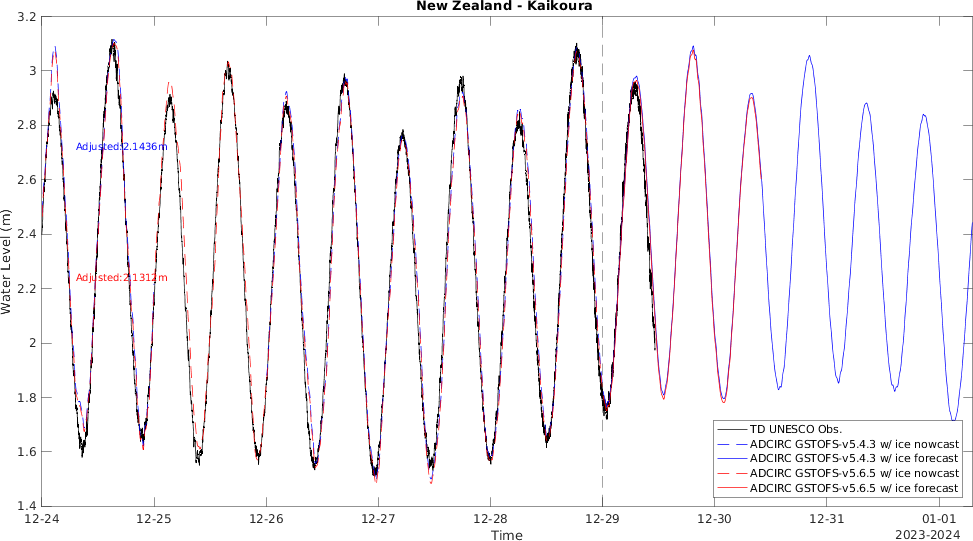 New Zealand - Kaikoura
3.2
3
2.8
2.6
2.4
2.2
2
1.8
1.6
1.4
Water Level (m)
Adjusted:2.1436m
Adjusted:2.1312m
TD UNESCO Obs.
ADCIRC GSTOFS-v5.4.3 w/ ice nowcast
ADCIRC GSTOFS-v5.4.3 w/ ice forecast
ADCIRC GSTOFS-v5.6.5 w/ ice nowcast
ADCIRC GSTOFS-v5.6.5 w/ ice forecast
12-24 12-25 12-26 12-27 12-28 12-29 12-30 12-31 01-01
Time
2023-2024